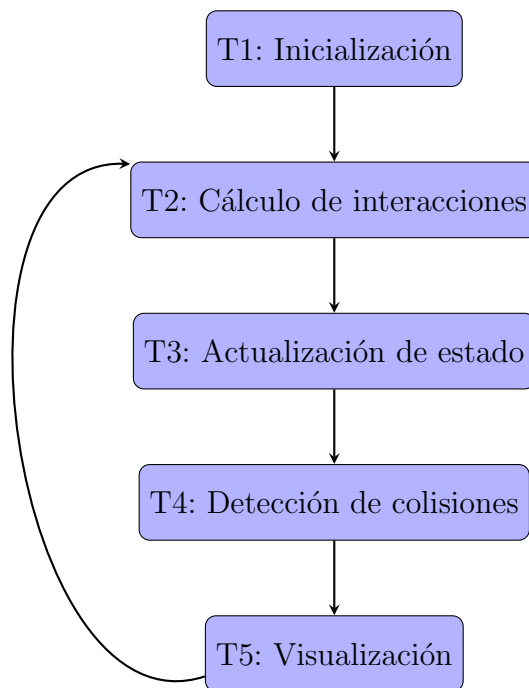 T1: Inicialización
T2: Cálculo de interacciones
T3: Actualización de estado
T4: Detección de colisiones
T5: Visualización